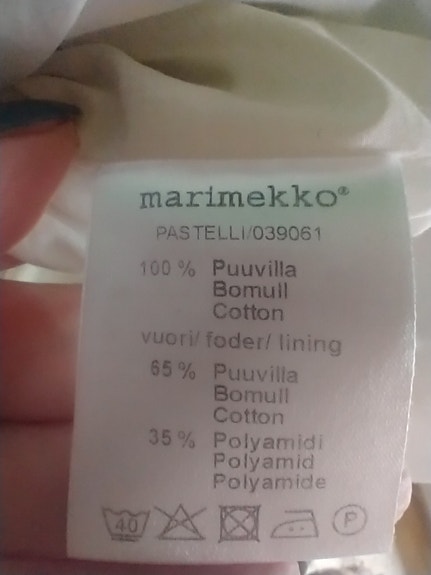 marimekko®
PASTELLI/039061
100 % Puuvilla
Bomull
Cotton
vuori/ foder/ lining
65 % Puuvilla
Bomull
Cotton
35 % Polyamidi
Polyamid
Polyamide
40 P